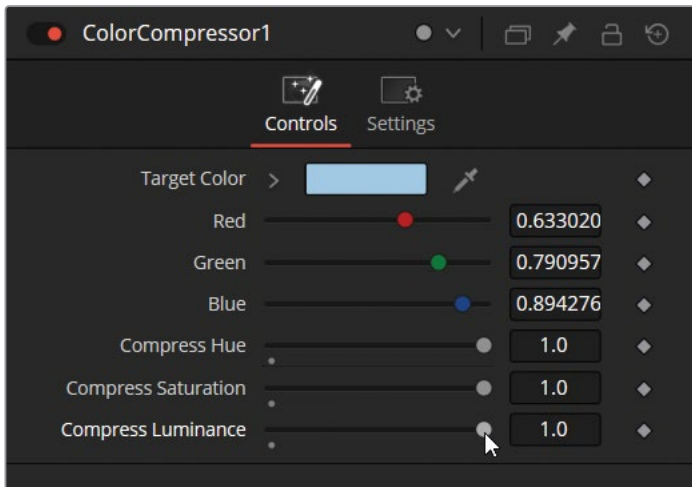 ColorCompressor1
Controls Settings
Target Color
Red 0.633020
Green 0.790957
Blue 0.894276
Compress Hue 1.0
Compress Saturation 1.0
Compress Luminance 1.0